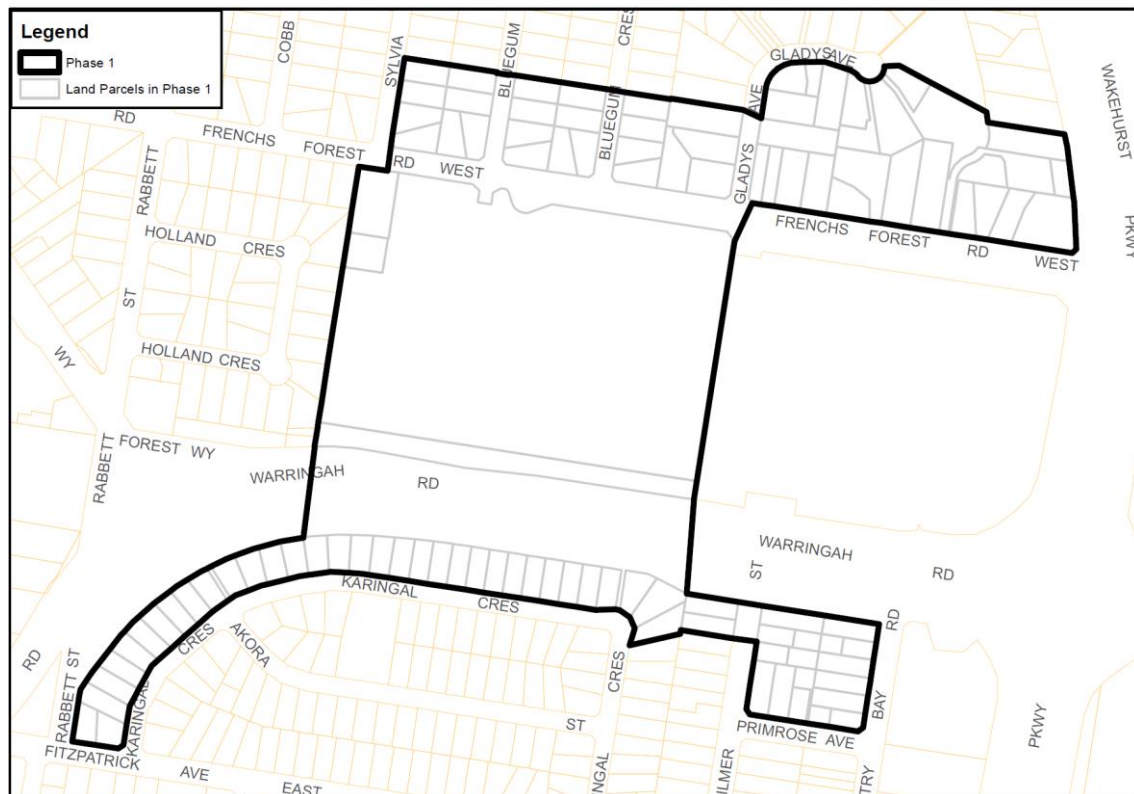 Legend
Phase 1
Land Parcels in Phase 1
COBB
SYLVIA
BLUEGUM
CRES
GLADYS AVE
WAKEHURST
PKWY
RD
FRENCHS FOREST RD WEST
BLUEGUM
GLADYS AVE
RABBETT
ST
HOLLAND CRES
FRENCHS FOREST RD WEST
HOLLAND CRES
WY
FOREST WY
RABBETT
WARRINGAH RD
WARRINGAH RD
ST
KARINGAL CRES
CRES
AKORA
ST
CRES
RD
BAY
RD
RABBETT ST
KARINGAL
PRIMROSE AVE
PKWY
FITZPATRICK AVE EAST
NGAL
ILMER
TRY